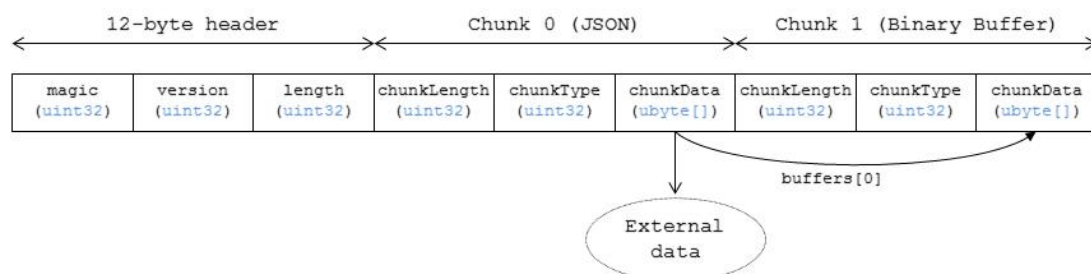 12-byte header
Chunk 0 (JSON)
Chunk 1 (Binary Buffer)
magic
(uint32)
version
(uint32)
length
(uint32)
chunkLength
(uint32)
chunkType
(uint32)
chunkData
(ubyte[])
chunkLength
(uint32)
chunkType
(uint32)
chunkData
(ubyte[])
buffers[0]
External
data